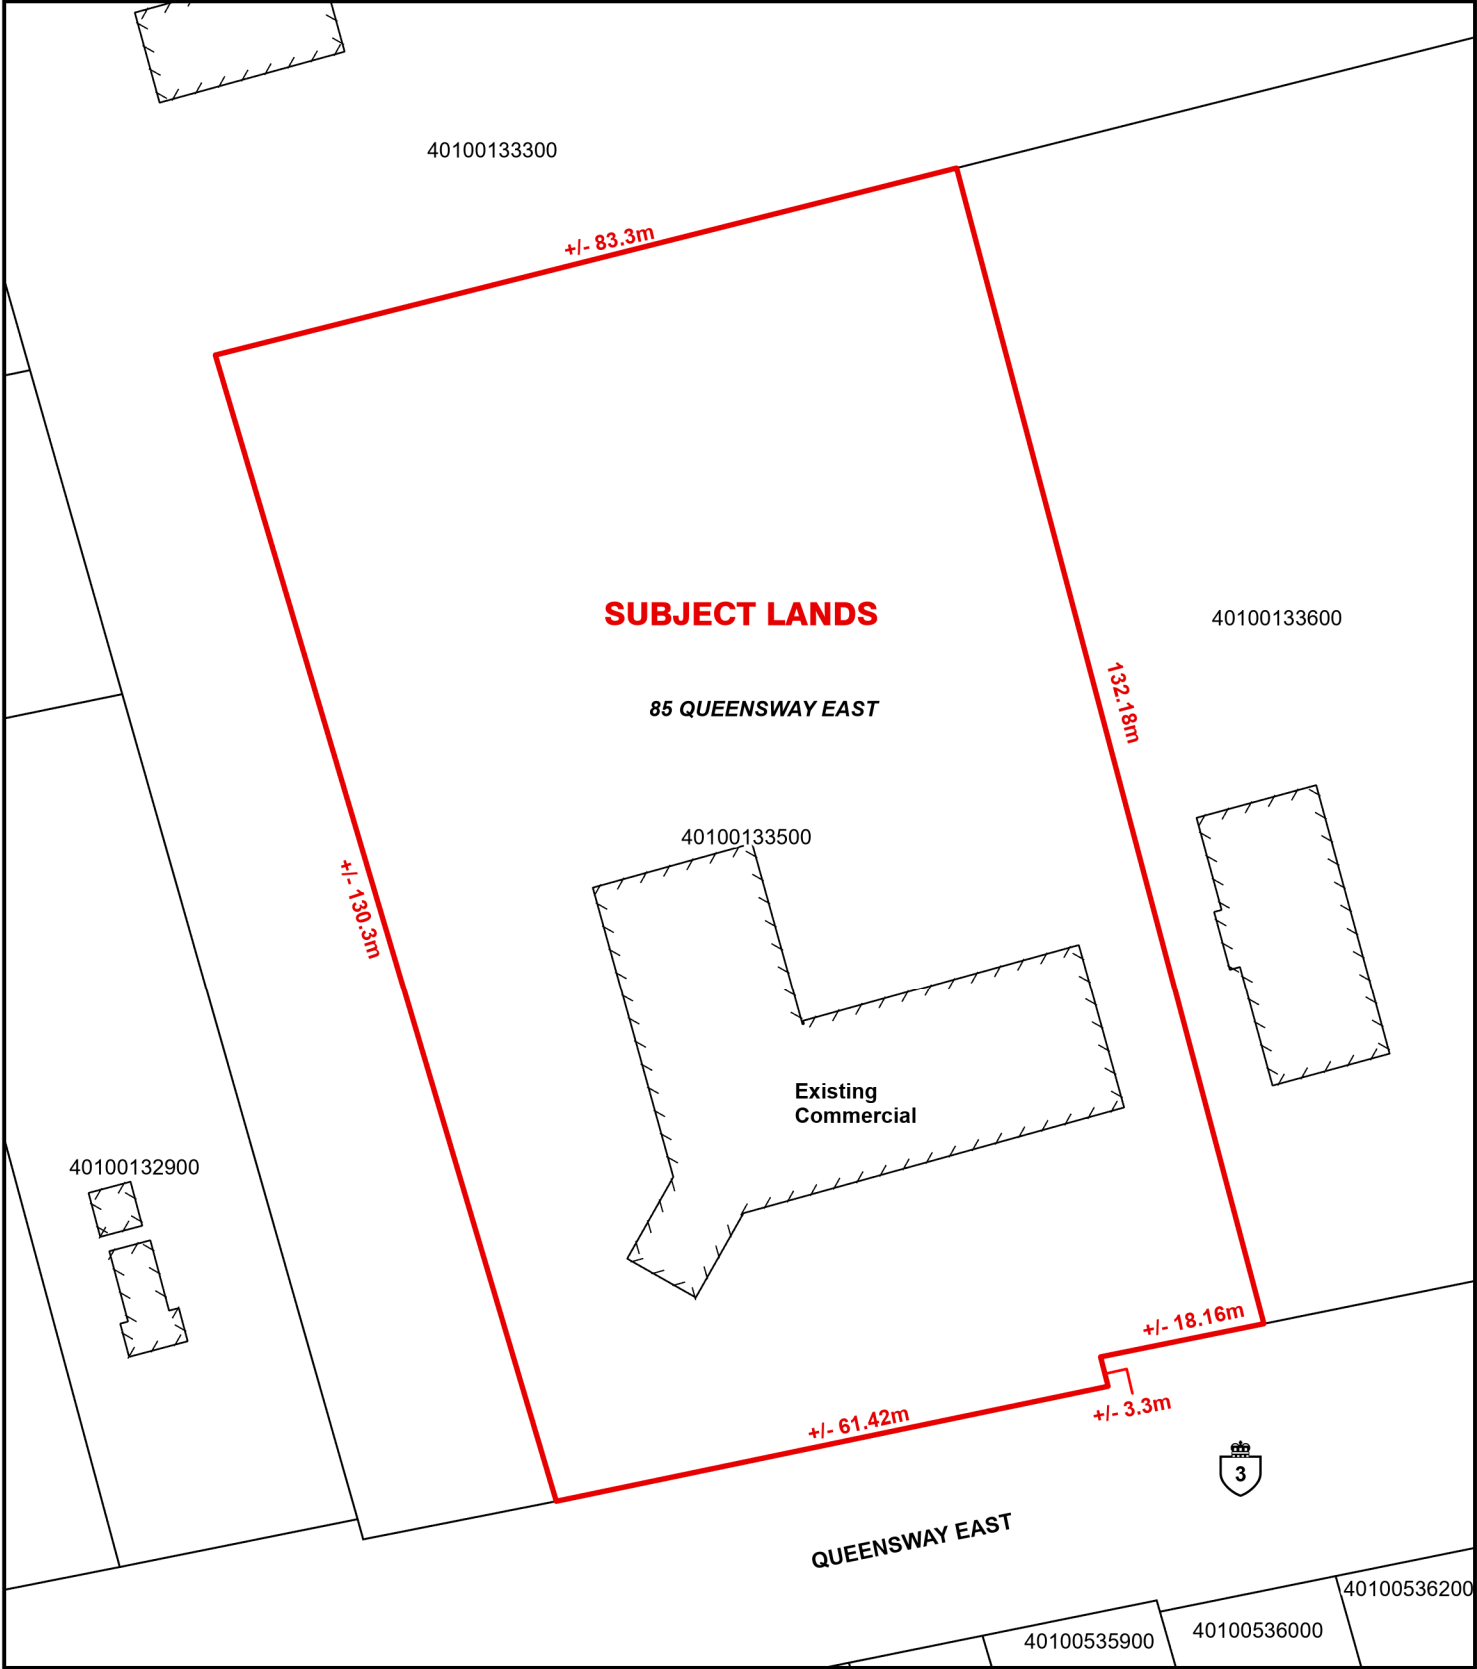 40100133300
+/- 83.3m
SUBJECT LANDS
40100133600
132.18m
85 QUEENSWAY EAST
40100133500
+/- 130.3m
Existing
Commercial
40100132900
+/- 18.16m
+/- 3.3m
+/- 61.42m
3
QUEENSWAY EAST
40100536200
40100536000
40100535900